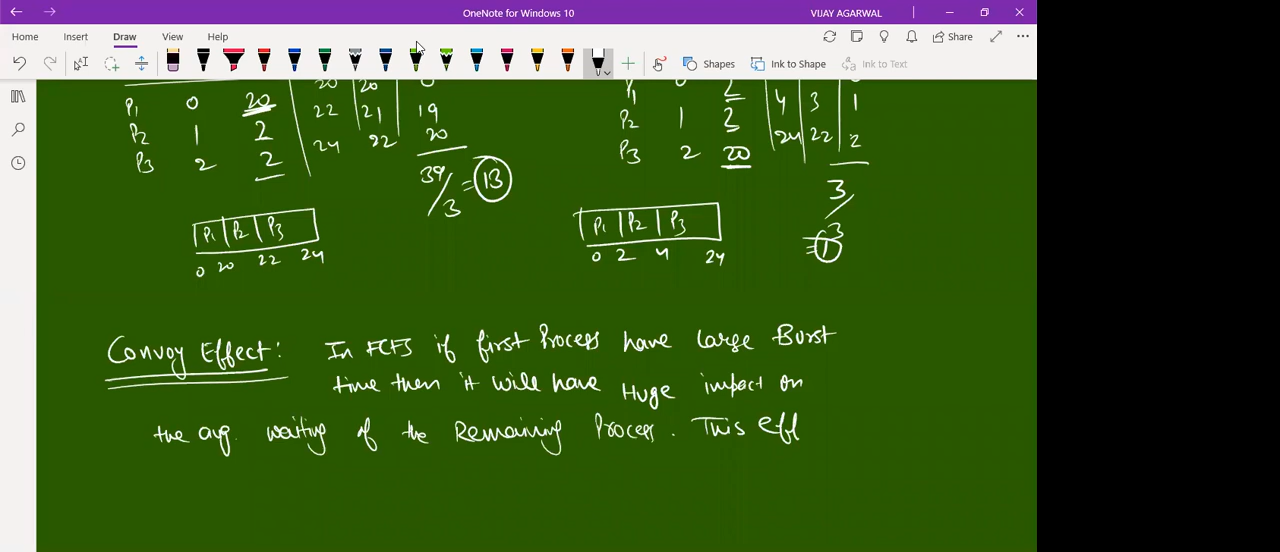 OneNote for Windows 10
VIJAY AGARWAL
Home Insert Draw View Help
Share
Shapes Ink to Shape Ink to Text
20 20 0
P1 0 20 22 21 19
P2 1 2 24 22 20
P3 2 2
39/3 = 13
P1 P2 P3
0 20 22 24
P1 0 2 4 3 1
P2 1 2 24 22 2
P3 2 20
3/3
= 1
P1 P2 P3
0 2 4 24
Convoy Effect: In FCFS if first Process have large Burst
time then it will have Huge impact on
the avg. waiting of the Remaining Process. This eff